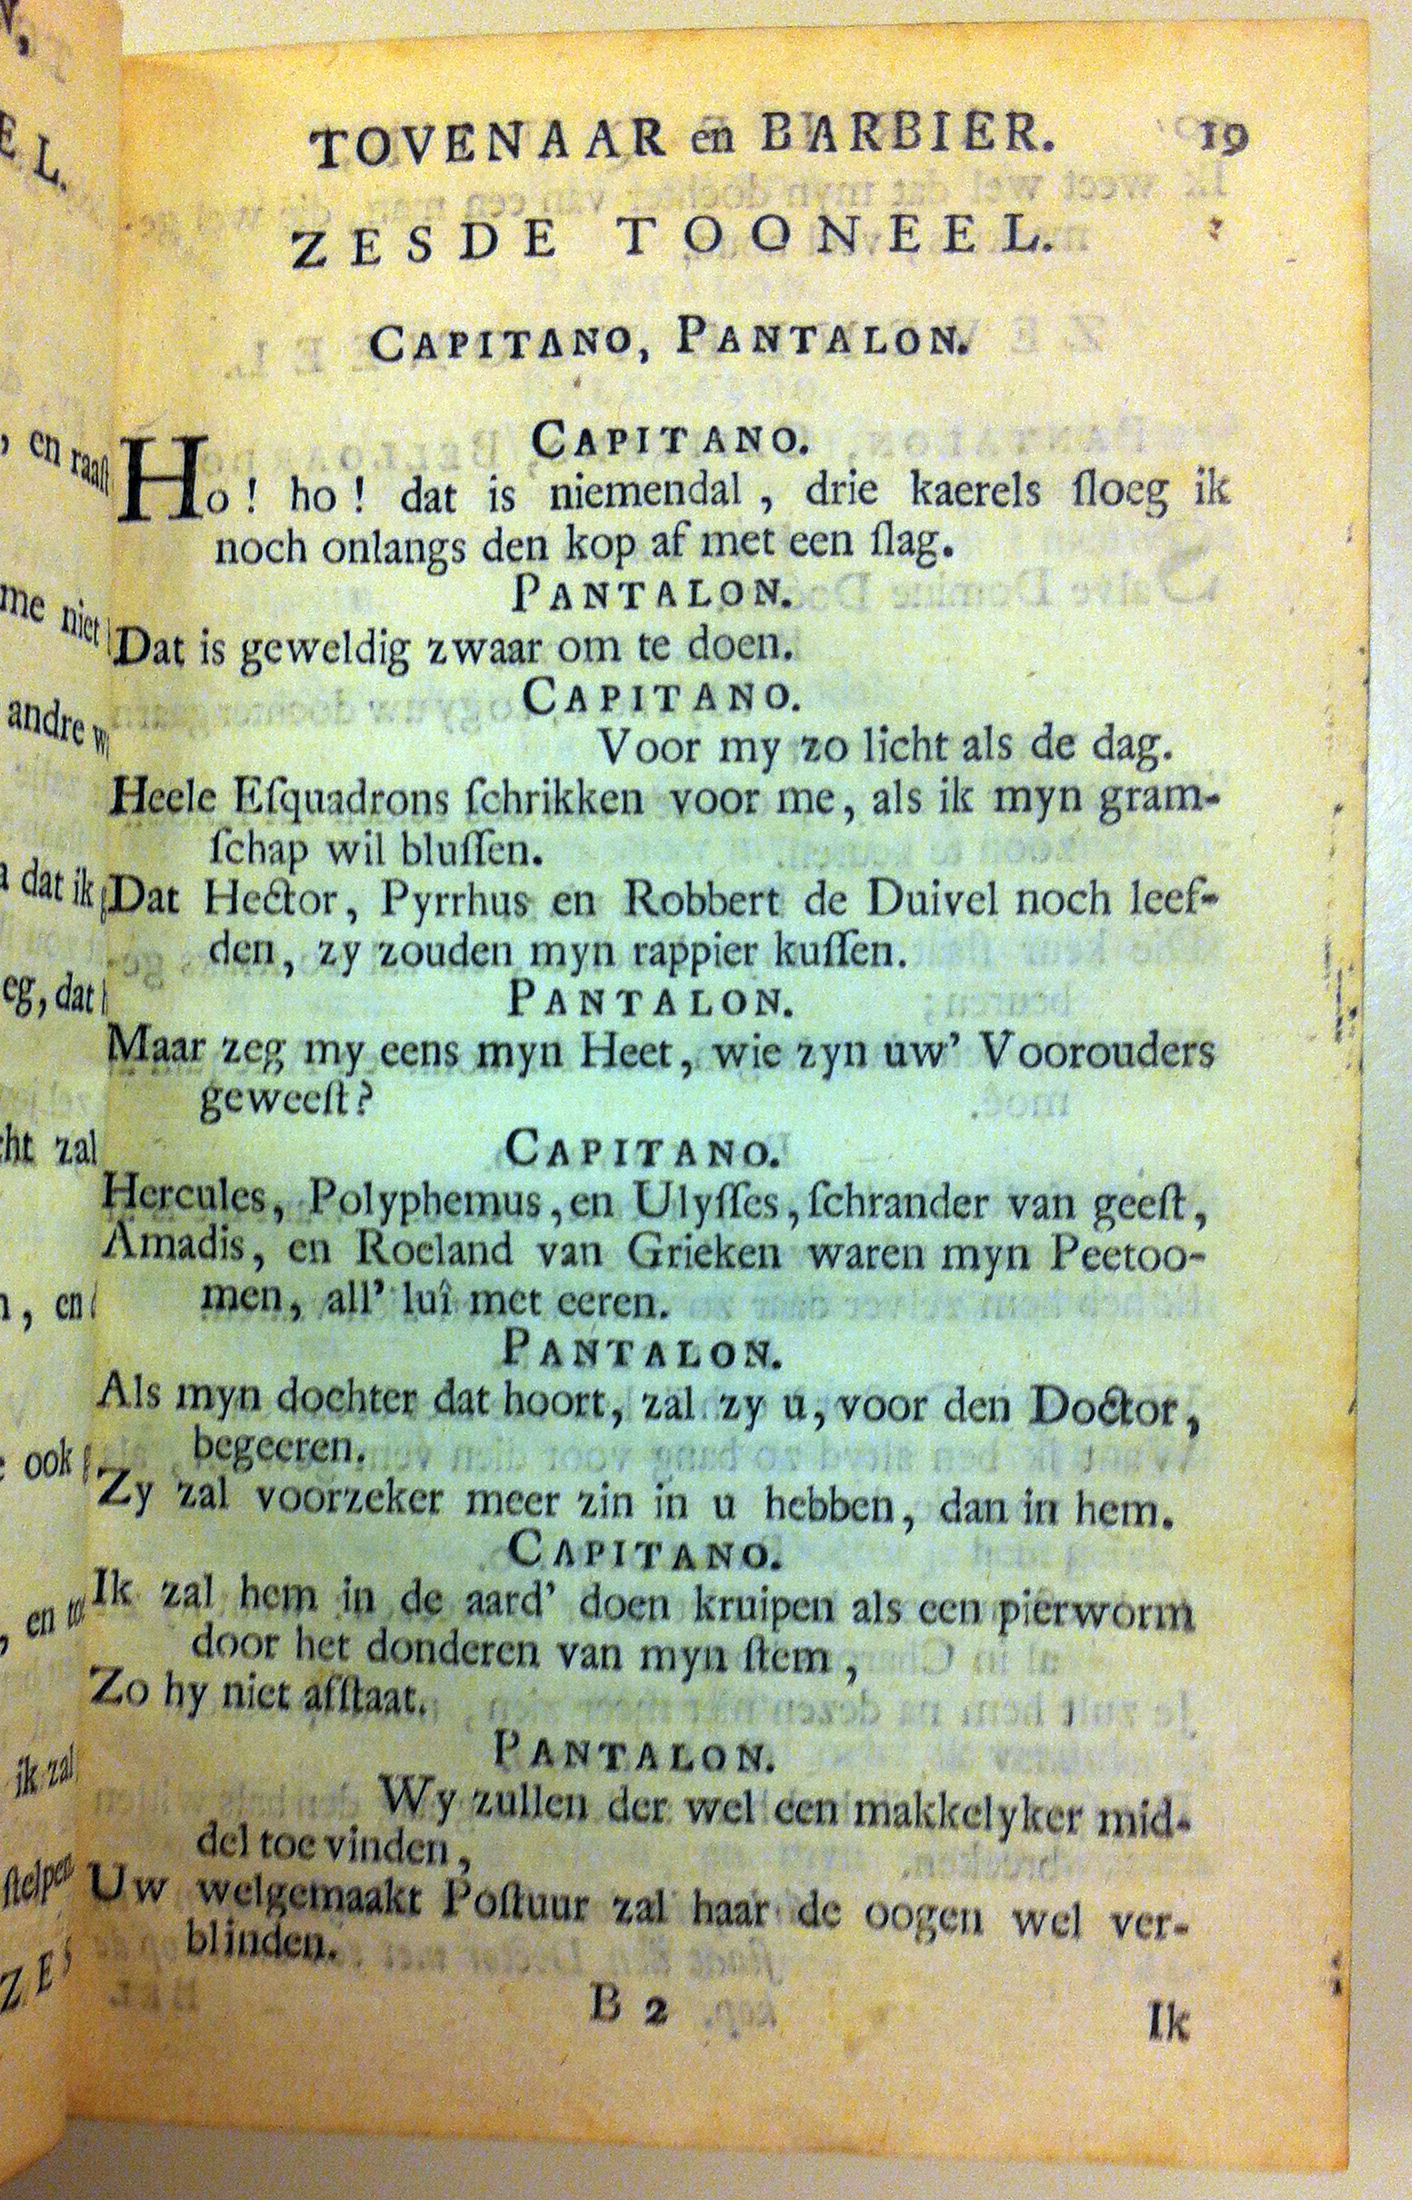 TOVENAAR en BARBIER. 19
ZESDE TOONEEL.
CAPITANO, PANTALON.
CAPITANO.
Ho! ho! dat is niemendal, drie kaerels ſloeg ik
noch onlangs den kop af met een ſlag.
PANTALON.
Dat is geweldig zwaar om te doen.
CAPITANO.
Voor my zo licht als de dag.
Heele Eſquadrons ſchrikken voor me, als ik myn gram-
ſchap wil bluſſen.
Dat Hector, Pyrrhus en Robbert de Duivel noch leef-
den, zy zouden myn rappier kuſſen.
PANTALON.
Maar zeg my eens myn Heet, wie zyn uw' Voorouders
geweeſt?
CAPITANO.
Hercules, Polyphemus, en Ulyſſes, ſchrander van geeſt,
Amadis, en Roeland van Grieken waren myn Peetoo-
men, all' luî met eeren.
PANTALON.
Als myn dochter dat hoort, zal zy u, voor den Doctor,
begeeren.
Zy zal voorzeker meer zin in u hebben, dan in hem.
CAPITANO.
Ik zal hem in de aard' doen kruipen als een pierworm
door het donderen van myn ſtem,
Zo hy niet afſtaat.
PANTALON.
Wy zullen der wel een makkelyker mid-
del toe vinden,
Uw welgemaakt Poſtuur zal haar de oogen wel ver-
blinden.
B 2 Ik